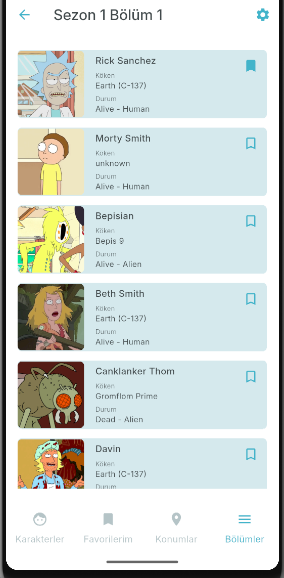 Sezon 1 Bölüm 1
Rick Sanchez
Köken
Earth (C-137)
Durum
Alive - Human
Morty Smith
Köken
unknown
Durum
Alive - Human
Bepisian
Köken
Bepis 9
Durum
Alive - Alien
Beth Smith
Köken
Earth (C-137)
Durum
Alive - Human
Canklanker Thom
Köken
Gromflom Prime
Durum
Dead - Alien
Davin
Köken
Earth (C-137)
Durum
Karakterler
Favorilerim
Konumlar
Bölümler